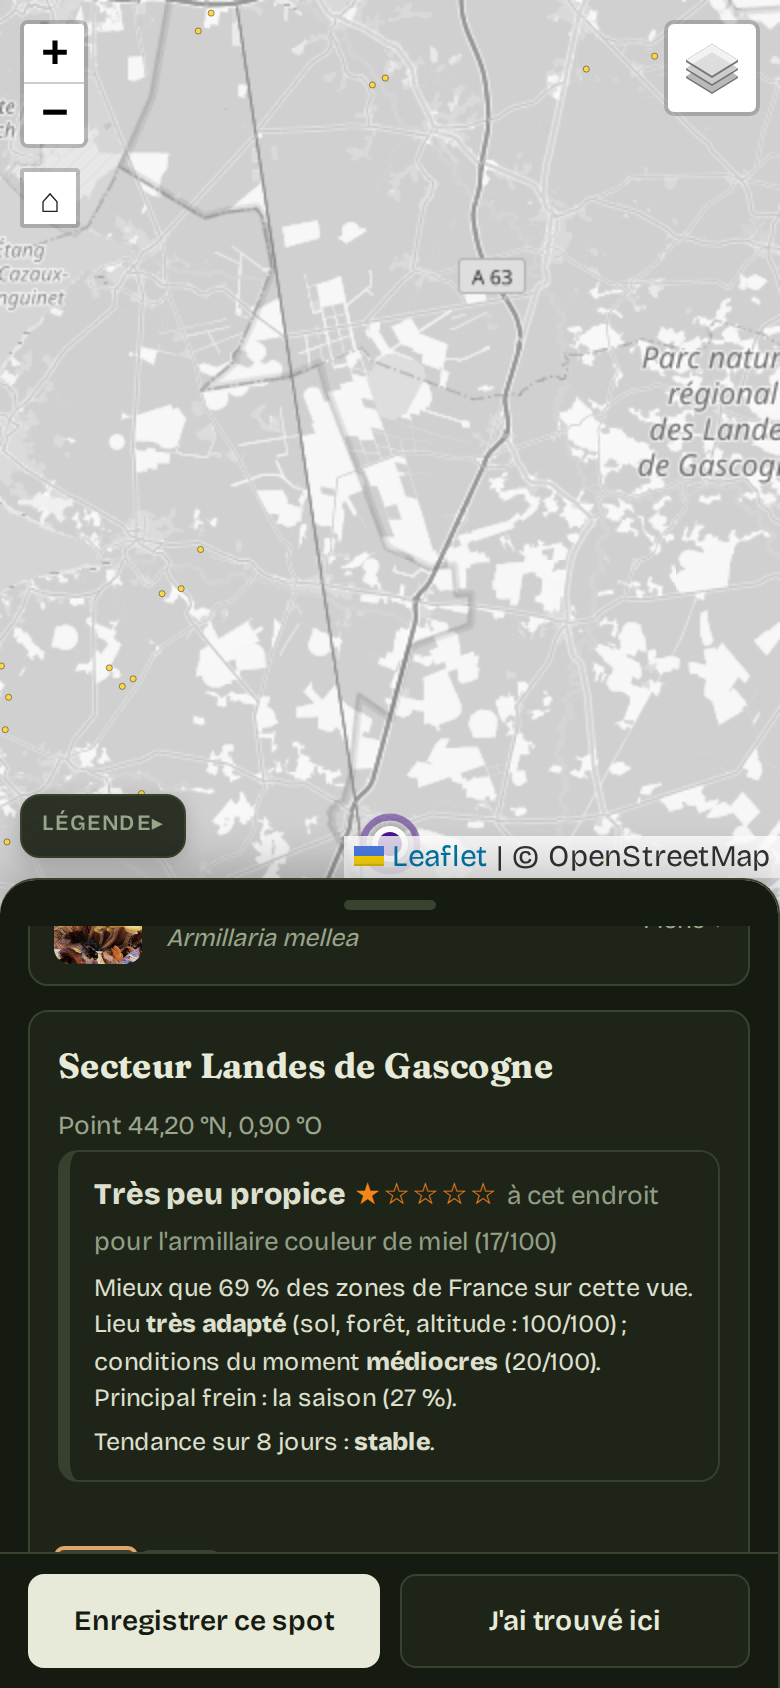 +
te
ch
−
Étang
Cazaux-
nguinet
A 63
Parc natur
régional
des Lande
de Gascog
LÉGENDE▸
Leaflet | © OpenStreetMap
Armillaria mellea
Secteur Landes de Gascogne
Point 44,20 °N, 0,90 °O
Très peu propice ★☆☆☆☆ à cet endroit
pour l'armillaire couleur de miel (17/100)
Mieux que 69 % des zones de France sur cette vue.
Lieu très adapté (sol, forêt, altitude : 100/100) ;
conditions du moment médiocres (20/100).
Principal frein : la saison (27 %).
Tendance sur 8 jours : stable.
Enregistrer ce spot
J'ai trouvé ici